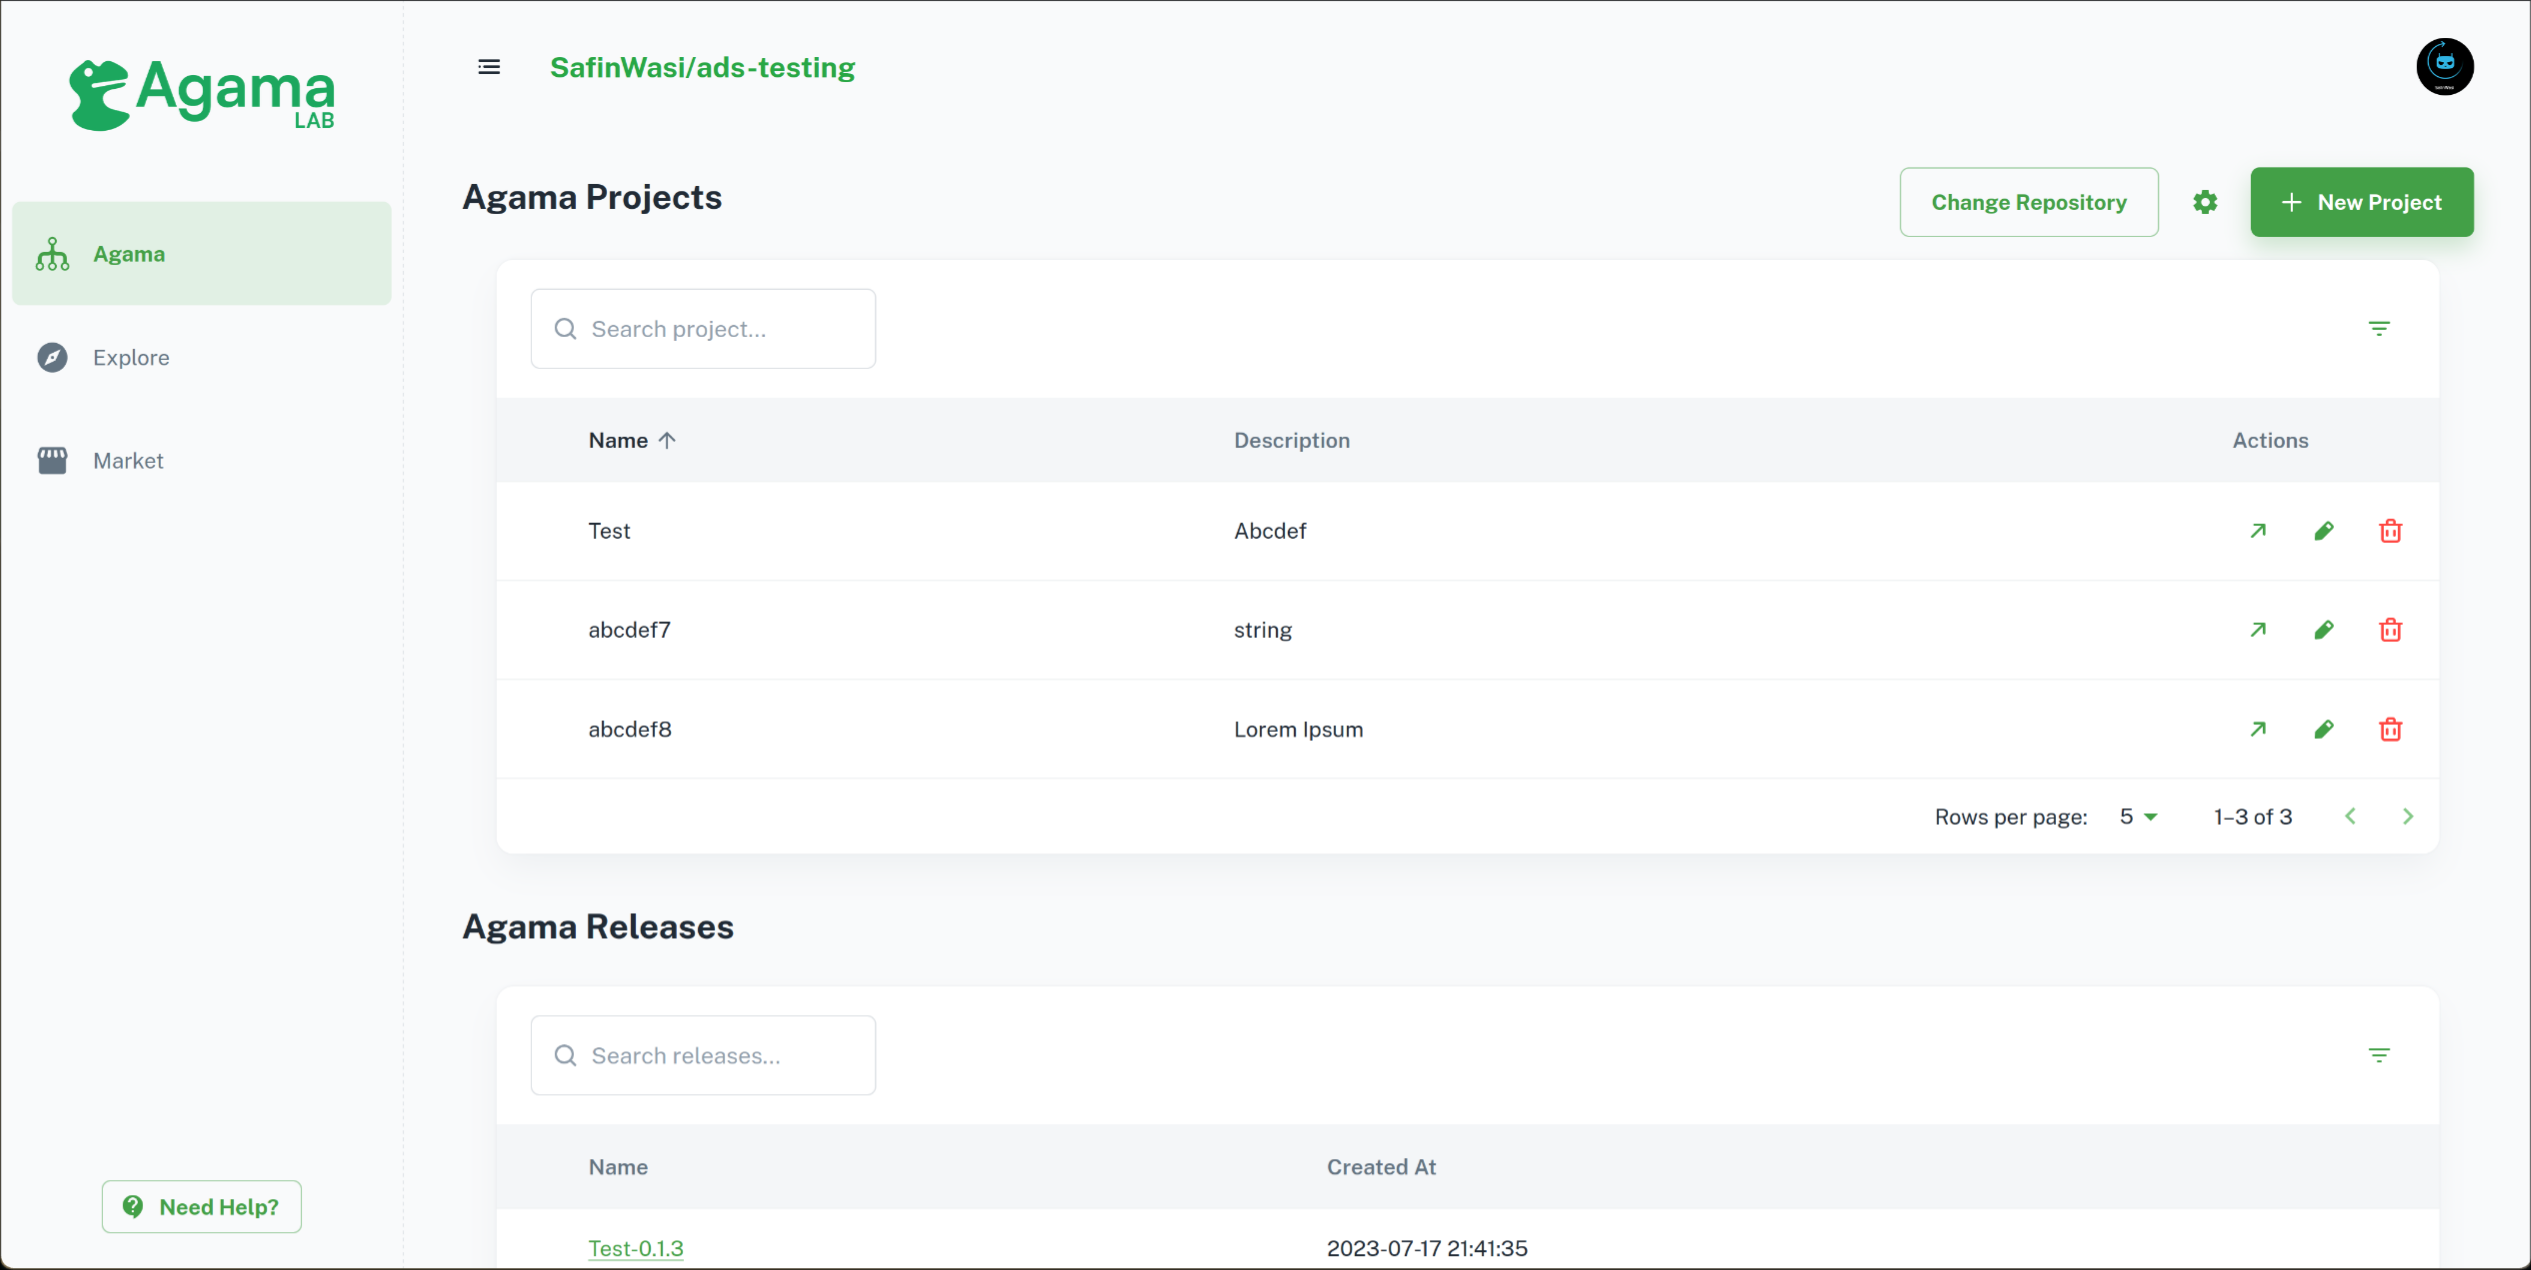 Agama
LAB
SafinWasi/ads-testing
Agama
Explore
Market
Need Help?
Agama Projects
Change Repository
New Project
Search project...
Name Description Actions
Test Abcdef
abcdef7 string
abcdef8 Lorem Ipsum
Rows per page: 5 1–3 of 3
Agama Releases
Search releases...
Name Created At
Test-0.1.3 2023-07-17 21:41:35